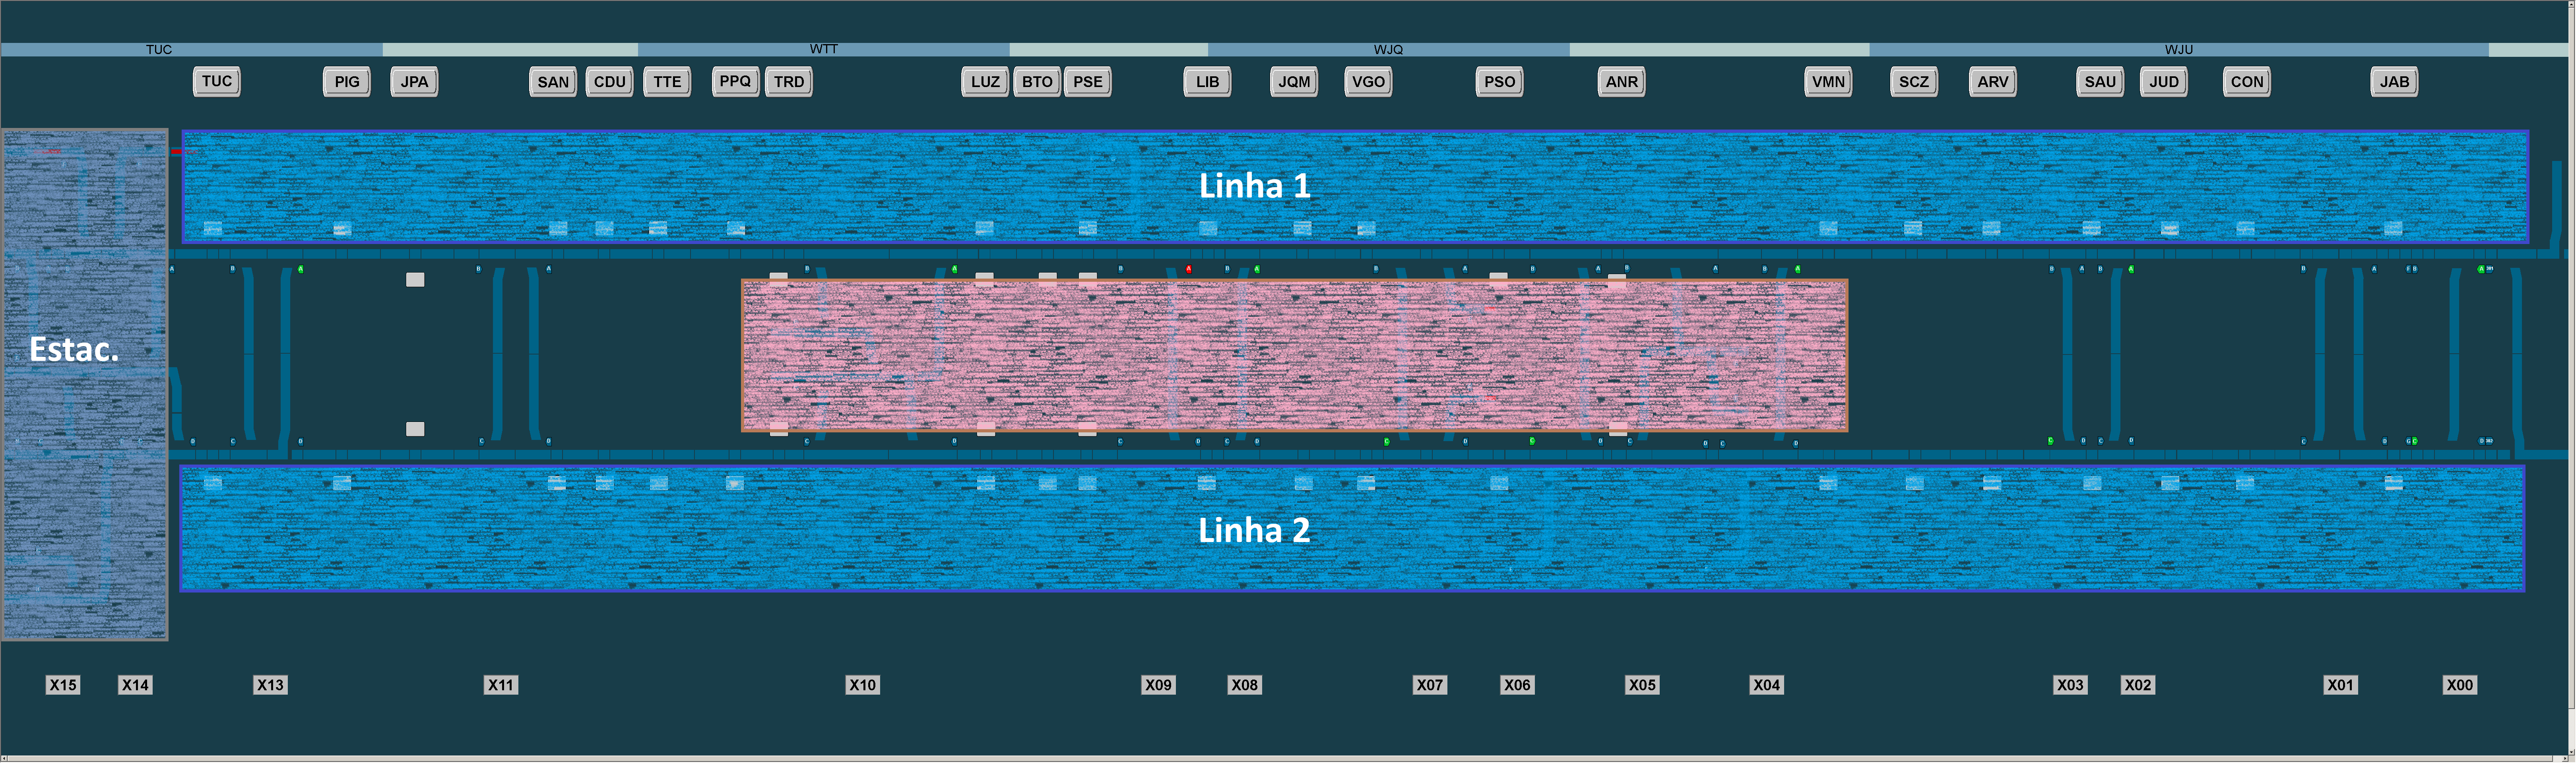 TUC WTT WJQ WJU
TUC PIG JPA SAN CDU TTE PPQ TRD LUZ BTO PSE LIB JQM VGO PSO ANR VMN SCZ ARV SAU JUD CON JAB
Linha 1
Estac.
Linha 2
X15 X14 X13 X11 X10 X09 X08 X07 X06 X05 X04 X03 X02 X01 X00